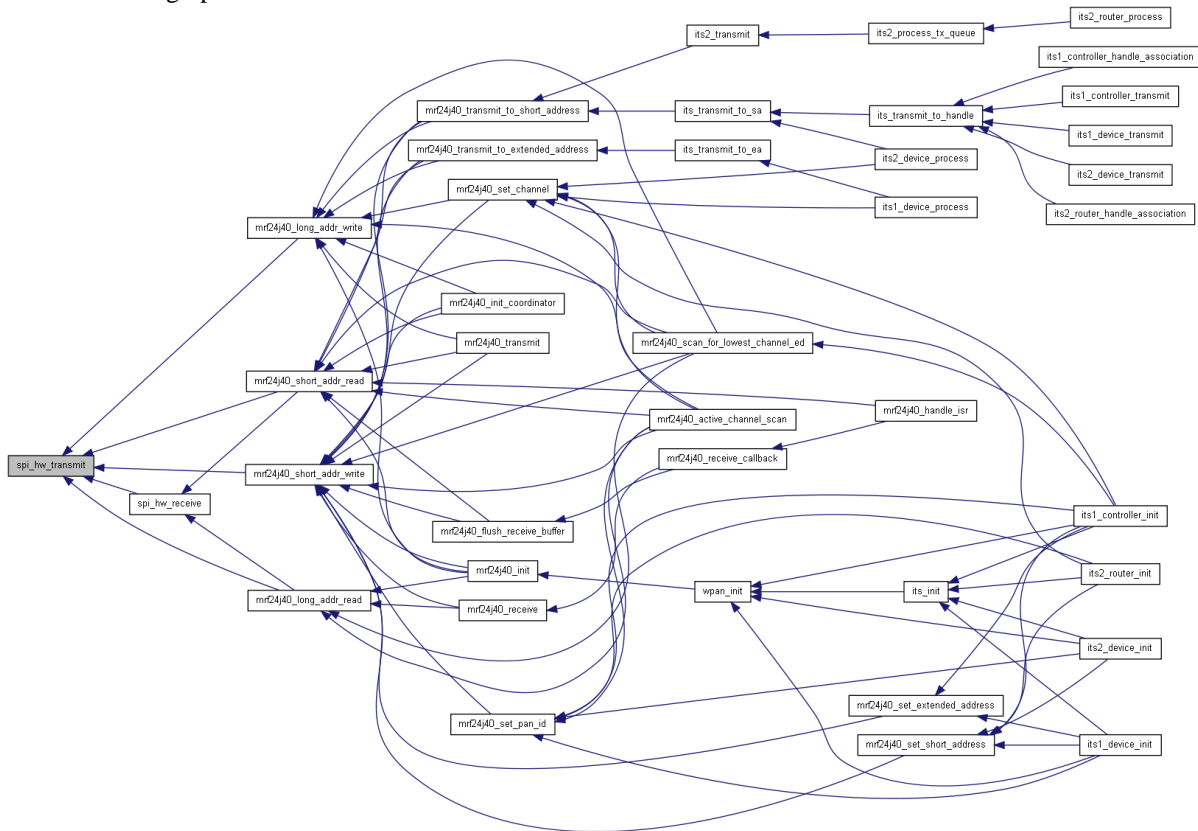 its2_router_process
its2_transmit
its2_process_tx_queue
its1_controller_handle_association
its1_controller_transmit
mrf24j40_transmit_to_short_address
its_transmit_to_sa
its_transmit_to_handle
its1_device_transmit
mrf24j40_transmit_to_extended_address
its_transmit_to_ea
its2_device_process
its2_device_transmit
mrf24j40_set_channel
its1_device_process
its2_router_handle_association
mrf24j40_long_addr_write
mrf24j40_init_coordinator
mrf24j40_transmit
mrf24j40_scan_for_lowest_channel_ed
mrf24j40_short_addr_read
mrf24j40_active_channel_scan
mrf24j40_handle_isr
spi_hw_transmit
mrf24j40_short_addr_write
mrf24j40_receive_callback
spi_hw_receive
mrf24j40_flush_receive_buffer
its1_controller_init
mrf24j40_init
its2_router_init
mrf24j40_long_addr_read
mrf24j40_receive
wpan_init
its_init
its2_device_init
mrf24j40_set_pan_id
mrf24j40_set_extended_address
mrf24j40_set_short_address
its1_device_init